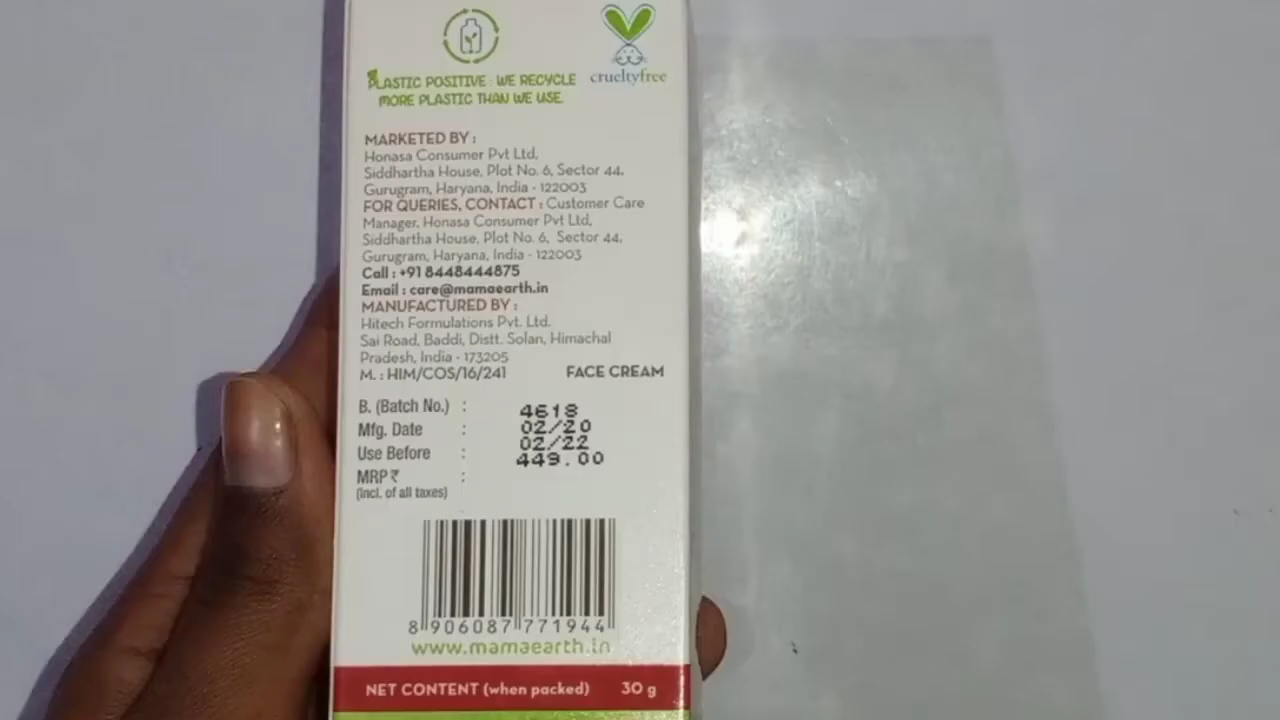 PLASTIC POSITIVE : WE RECYCLE
MORE PLASTIC THAN WE USE.
crueltyfree
MARKETED BY :
Honasa Consumer Pvt Ltd,
Siddhartha House, Plot No. 6, Sector 44,
Gurugram, Haryana, India - 122003
FOR QUERIES, CONTACT : Customer Care
Manager, Honasa Consumer Pvt Ltd,
Siddhartha House, Plot No. 6, Sector 44,
Gurugram, Haryana, India - 122003
Call : +91 8448444875
Email : care@mamaearth.in
MANUFACTURED BY :
Hitech Formulations Pvt. Ltd.
Sai Road, Baddi, Distt. Solan, Himachal
Pradesh, India - 173205
M. : HIM/COS/16/241 FACE CREAM
B. (Batch No.) : 4618
Mfg. Date : 02/20
Use Before : 02/22
MRP ₹ : 449.00
(Incl. of all taxes)
8 906087 771944
www.mamaearth.in
NET CONTENT (when packed) 30 g